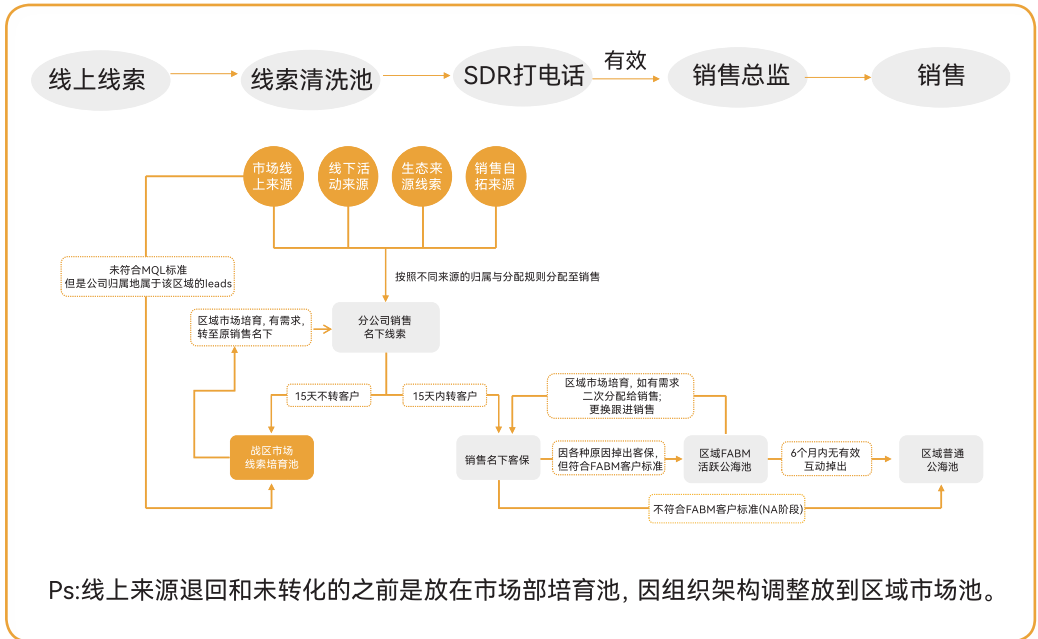 线上线索
线索清洗池
SDR打电话
有效
销售总监
销售
市场线
上来源
线下活
动来源
生态来
源线索
销售自
拓来源
未符合MQL标准
但是公司归属地属于该区域的leads
按照不同来源的归属与分配规则分配至销售
区域市场培育, 有需求,
转至原销售名下
分公司销售
名下线索
15天不转客户
15天内转客户
区域市场培育, 如有需求
二次分配给销售;
更换跟进销售
战区市场
线索培育池
销售名下客保
因各种原因掉出客保,
但符合FABM客户标准
区域FABM
活跃公海池
6个月内无有效
互动掉出
区域普通
公海池
不符合FABM客户标准(NA阶段)
Ps:线上来源退回和未转化的之前是放在市场部培育池, 因组织架构调整放到区域市场池。